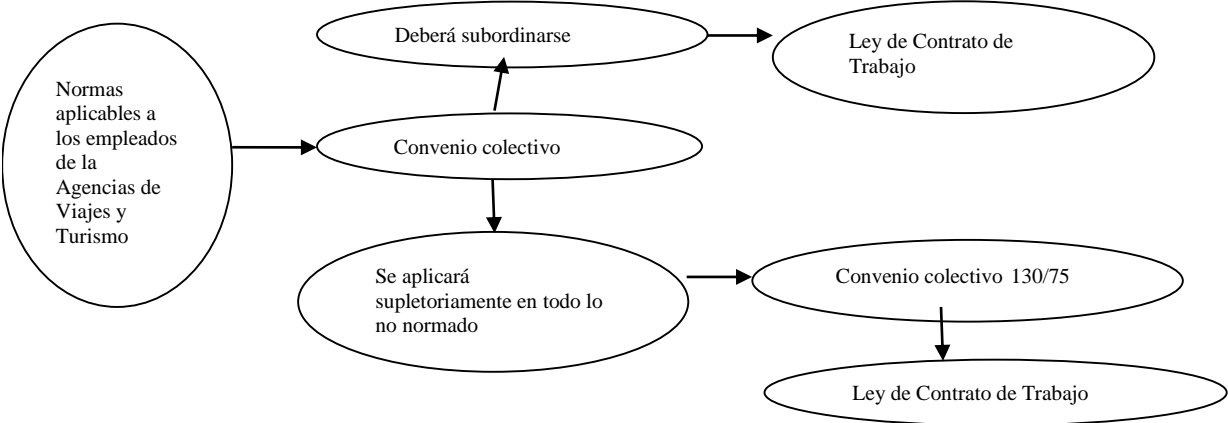 Normas
aplicables a
los empleados
de la
Agencias de
Viajes y
Turismo
Deberá subordinarse
Ley de Contrato de
Trabajo
Convenio colectivo
Se aplicará
supletoriamente en todo lo
no normado
Convenio colectivo 130/75
Ley de Contrato de Trabajo